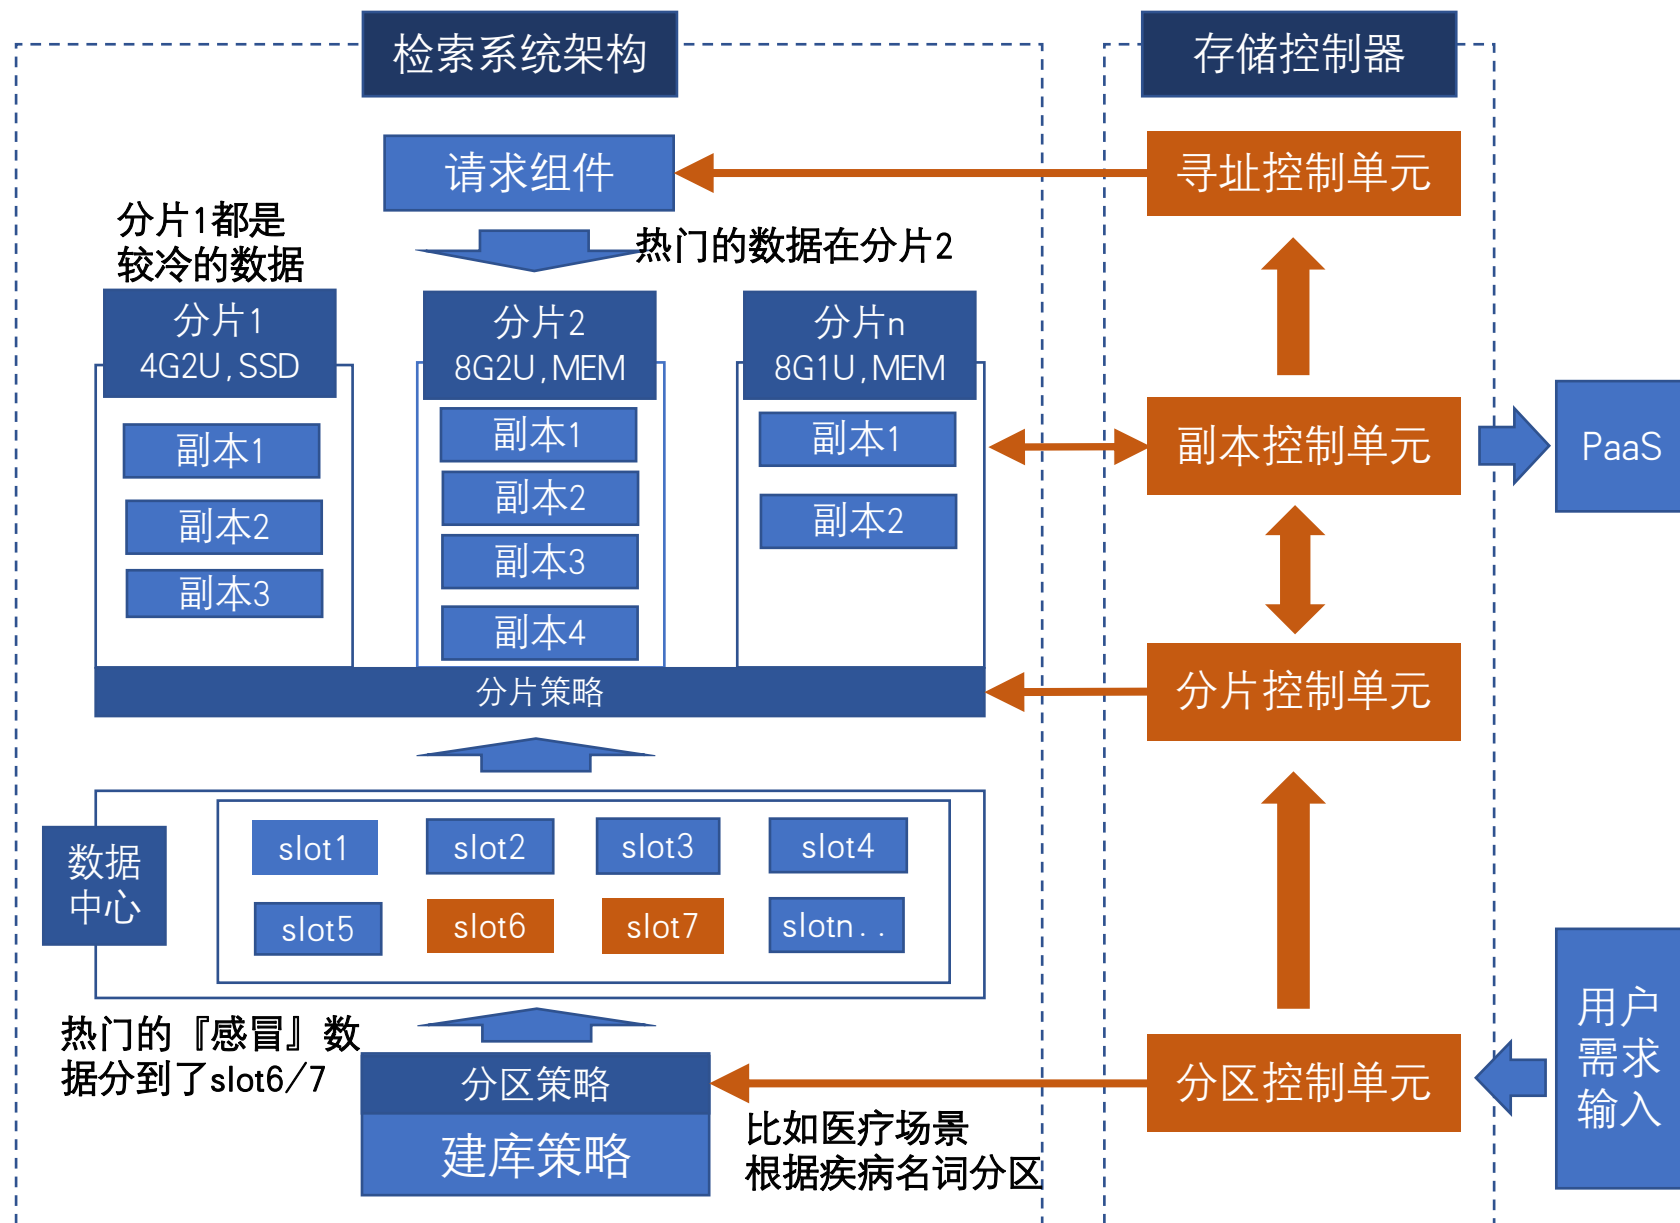 检索系统架构
存储控制器
请求组件
寻址控制单元
分片1都是
较冷的数据
热门的数据在分片2
分片1
4G2U,SSD
分片2
8G2U,MEM
分片n
8G1U,MEM
副本1
副本2
副本3
副本1
副本2
副本3
副本4
副本1
副本2
副本控制单元
PaaS
分片策略
分片控制单元
数据
中心
slot1
slot2
slot3
slot4
slot5
slot6
slot7
slotn..
热门的『感冒』数
据分到了slot6/7
分区策略
建库策略
比如医疗场景
根据疾病名词分区
分区控制单元
用户
需求
输入